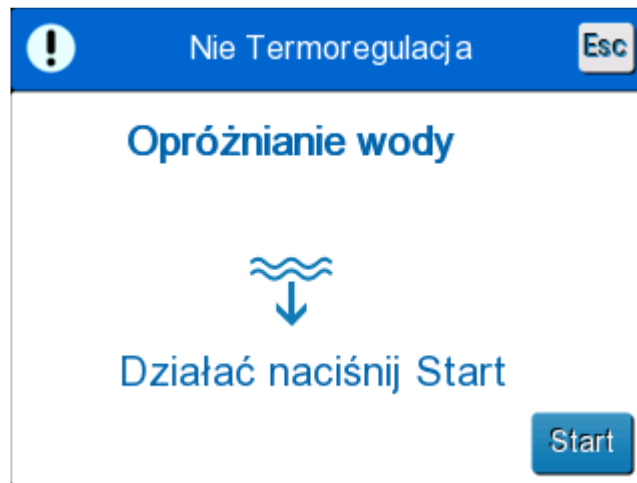 Nie Termoregulacja
Esc
Opróżnianie wody
Działać naciśnij Start
Start